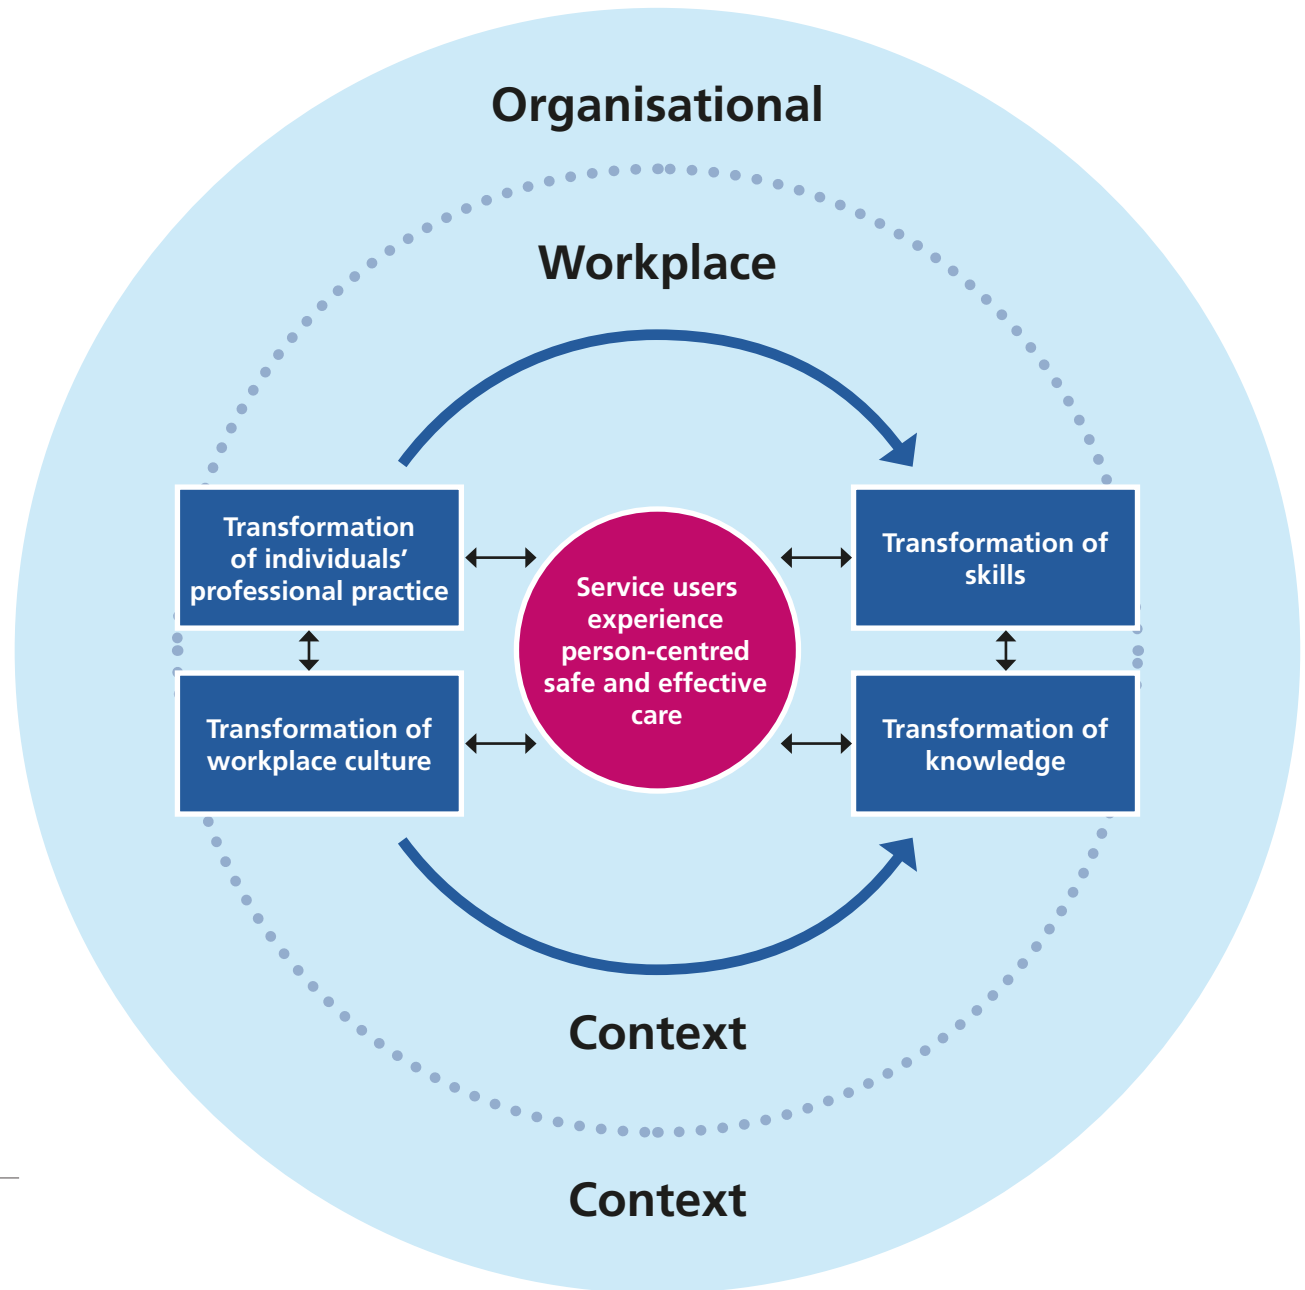 Organisational
Workplace
Transformation
of individuals’
professional practice
Transformation of
skills
Service users
experience
person-centred
safe and effective
care
Transformation of
workplace culture
Transformation of
knowledge
Context
Context